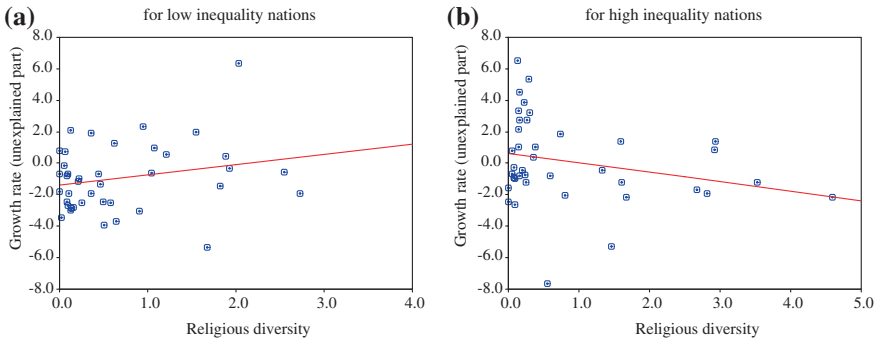 (a)
for low inequality nations
8.0
6.0
4.0
2.0
0.0
-2.0
-4.0
-6.0
-8.0
Growth rate (unexplained part)
0.0 1.0 2.0 3.0 4.0
Religious diversity
(b)
for high inequality nations
8.0
6.0
4.0
2.0
0.0
-2.0
-4.0
-6.0
-8.0
Growth rate (unexplained part)
0.0 1.0 2.0 3.0 4.0 5.0
Religious diversity